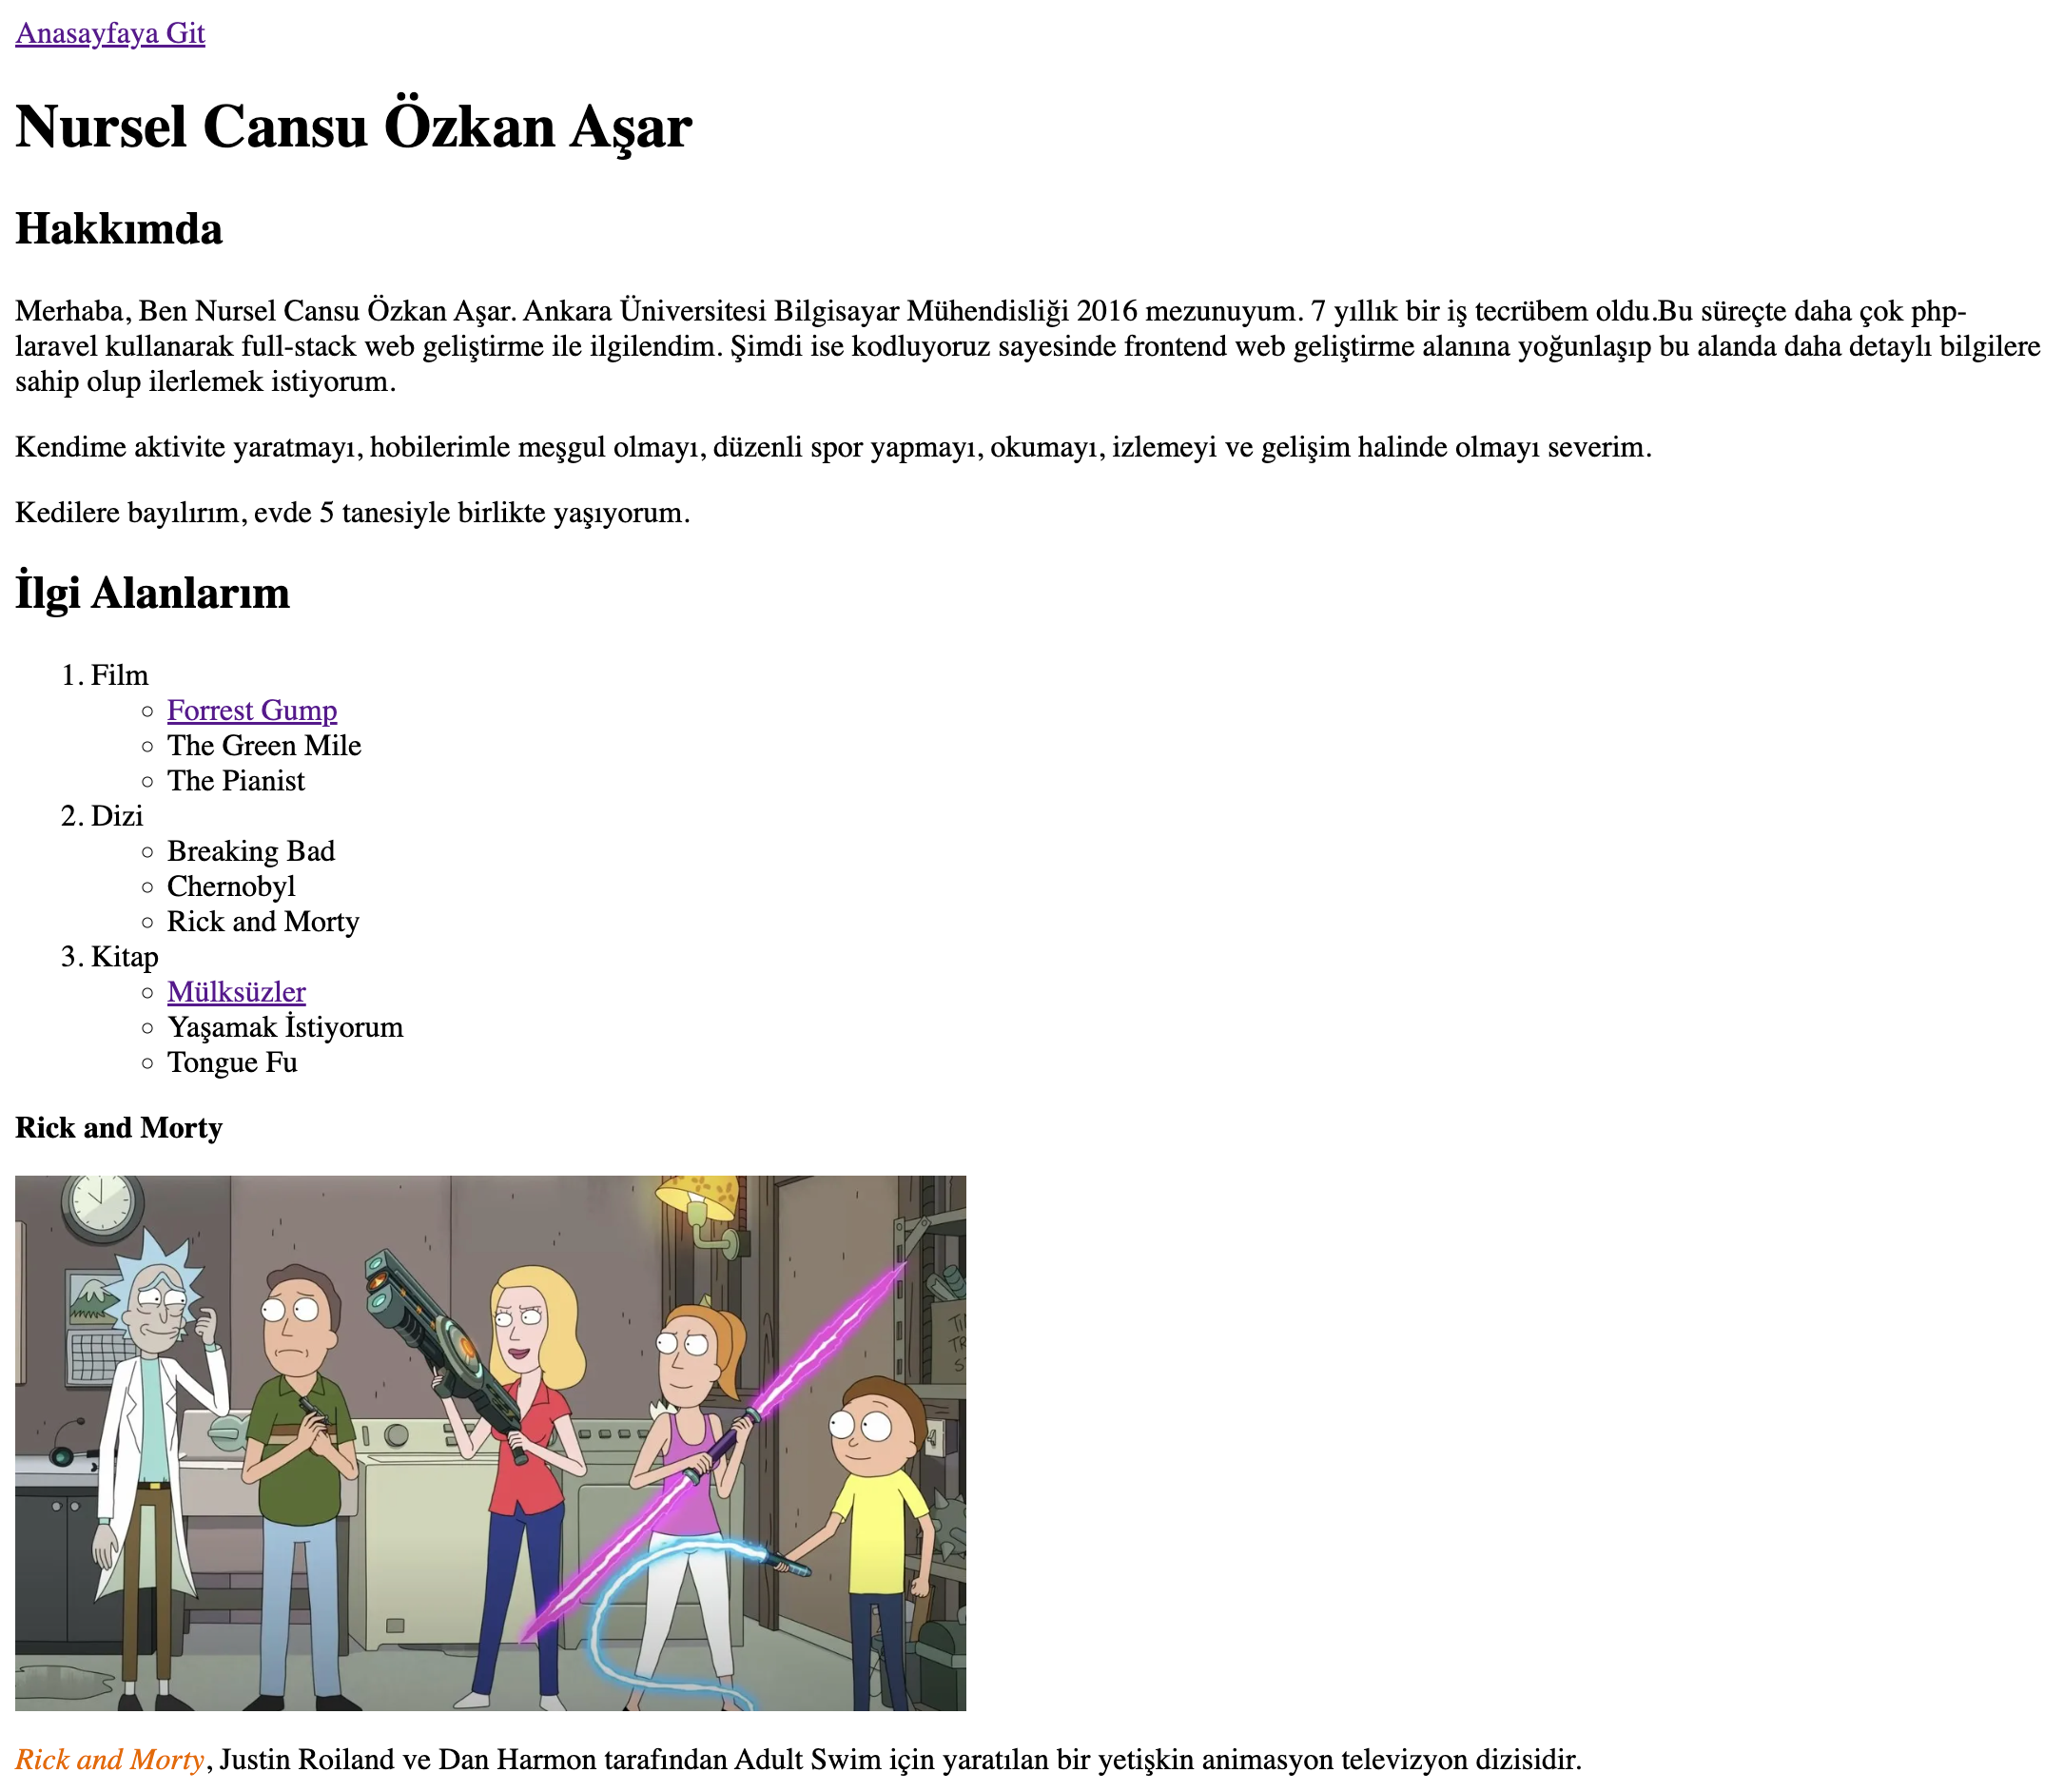 Anasayfaya Git
Nursel Cansu Özkan Aşar
Hakkımda
Merhaba, Ben Nursel Cansu Özkan Aşar. Ankara Üniversitesi Bilgisayar Mühendisliği 2016 mezunuyum. 7 yıllık bir iş tecrübem oldu.Bu süreçte daha çok php-
laravel kullanarak full-stack web geliştirme ile ilgilendim. Şimdi ise kodluyoruz sayesinde frontend web geliştirme alanına yoğunlaşıp bu alanda daha detaylı bilgilere
sahip olup ilerlemek istiyorum.
Kendime aktivite yaratmayı, hobilerimle meşgul olmayı, düzenli spor yapmayı, okumayı, izlemeyi ve gelişim halinde olmayı severim.
Kedilere bayılırım, evde 5 tanesiyle birlikte yaşıyorum.
İlgi Alanlarım
1. Film
Forrest Gump
The Green Mile
The Pianist
2. Dizi
Breaking Bad
Chernobyl
Rick and Morty
3. Kitap
Mülksüzler
Yaşamak İstiyorum
Tongue Fu
Rick and Morty
Rick and Morty, Justin Roiland ve Dan Harmon tarafından Adult Swim için yaratılan bir yetişkin animasyon televizyon dizisidir.